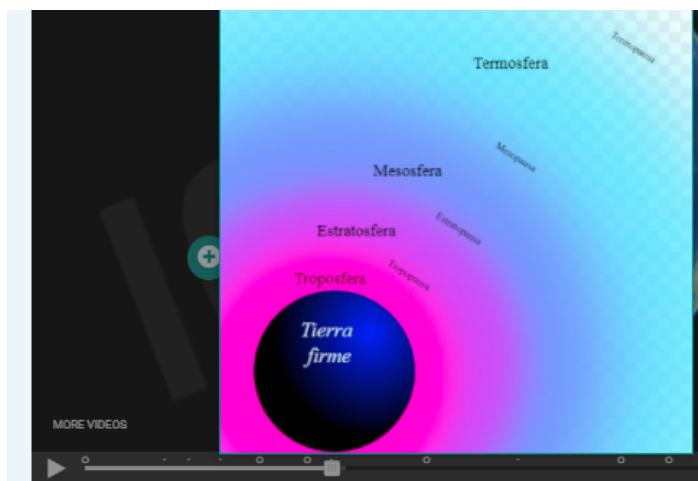 Termopausa
Termosfera
Mesopausa
Mesosfera
Estratopausa
Estratosfera
Tropopausa
Troposfera
Tierra
firme
MORE VIDEOS